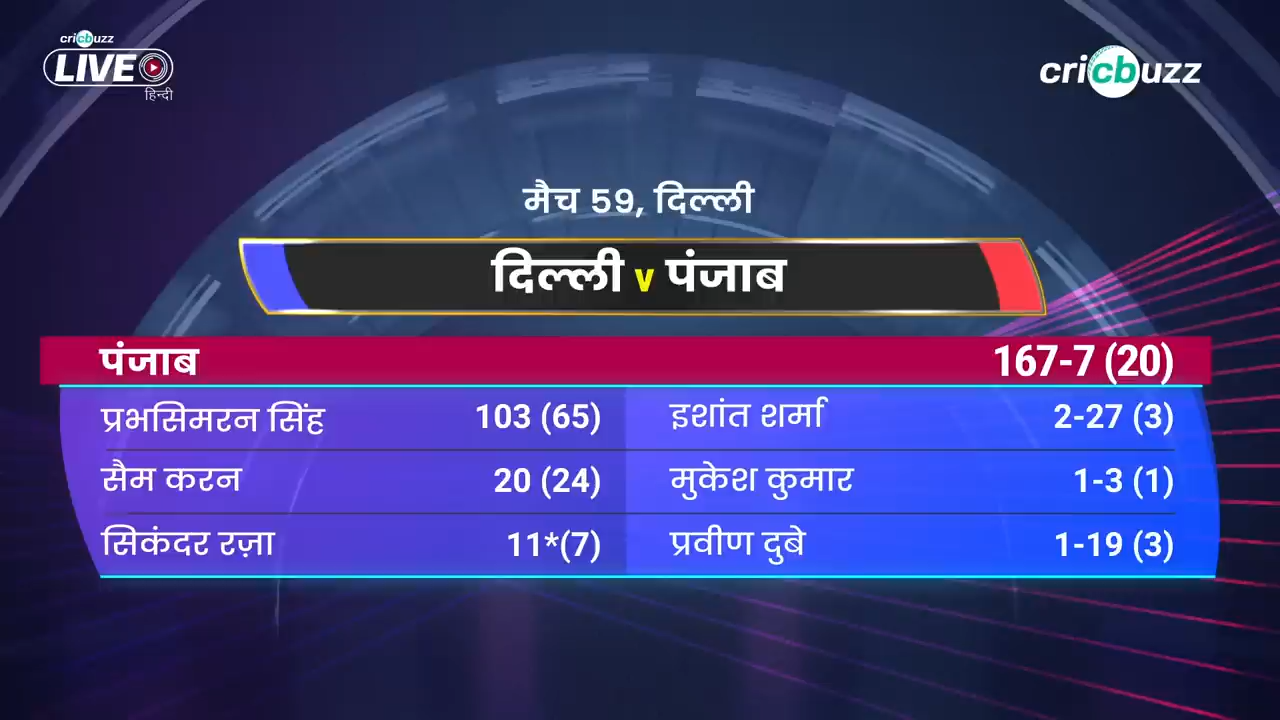 cricbuzz
LIVE
हिन्दी
cricbuzz
मैच 59, दिल्ली
दिल्ली v पंजाब
पंजाब 167-7 (20)
प्रभसिमरन सिंह 103 (65) इशांत शर्मा 2-27 (3)
सैम करन 20 (24) मुकेश कुमार 1-3 (1)
सिकंदर रज़ा 11*(7) प्रवीण दुबे 1-19 (3)